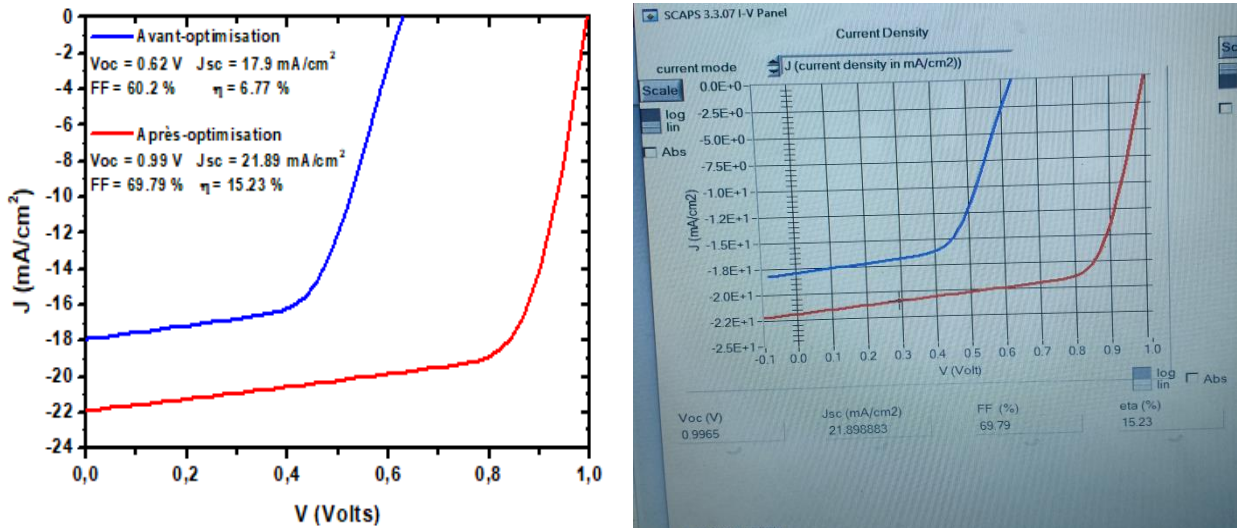 Avant-optimisation
Voc = 0.62 V Jsc = 17.9 mA/cm²
FF = 60.2 % η = 6.77 %
Après-optimisation
Voc = 0.99 V Jsc = 21.89 mA/cm²
FF = 69.79 % η = 15.23 %
0
-2
-4
-6
-8
-10
-12
-14
-16
-18
-20
-22
-24
J (mA/cm²)
0,0 0,2 0,4 0,6 0,8 1,0
V (Volts)
SCAPS 3.3.07 I-V Panel
Current Density
current mode
J (current density in mA/cm2))
Scale
log
lin
Abs
Sc
0.0E+0
-2.5E+0
-5.0E+0
-7.5E+0
-1.0E+1
-1.2E+1
-1.5E+1
-1.8E+1
-2.0E+1
-2.2E+1
-2.5E+1
J (mA/cm2)
-0.1 0.0 0.1 0.2 0.3 0.4 0.5 0.6 0.7 0.8 0.9 1.0
V (Volt)
log
lin
Abs
Voc (V) Jsc (mA/cm2) FF (%) eta (%)
0.9965 21.898883 69.79 15.23